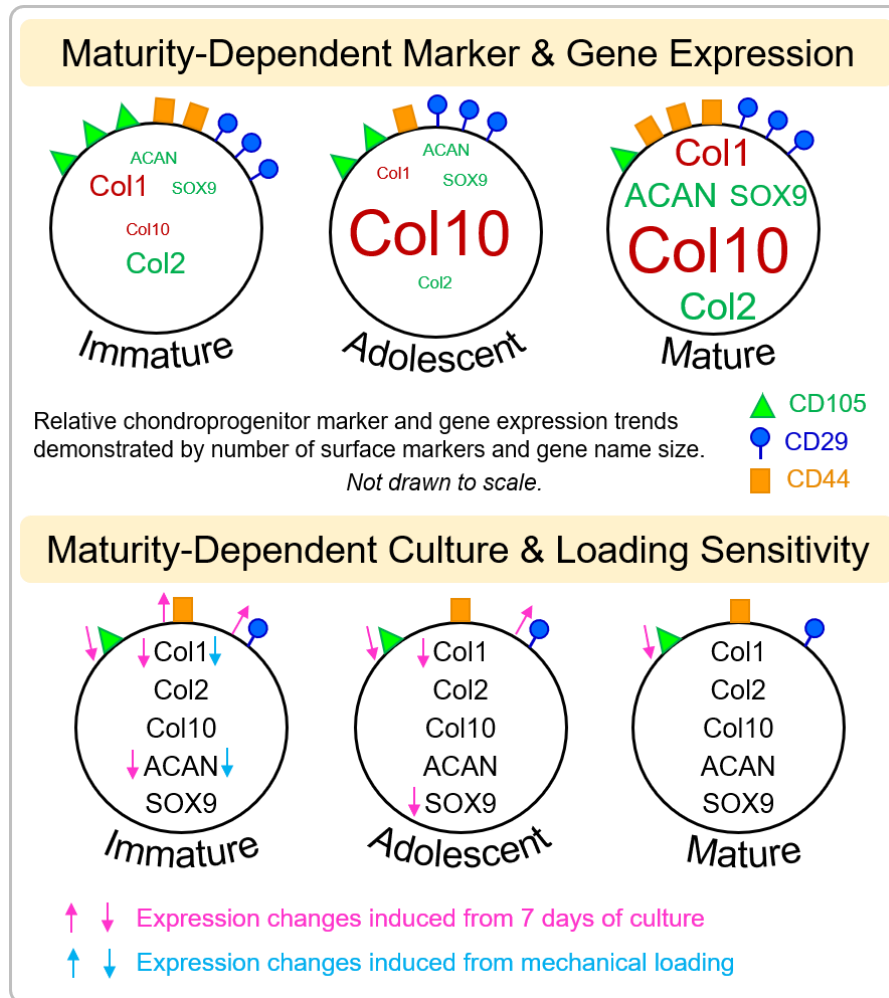 Maturity-Dependent Marker & Gene Expression
ACAN
Col1 SOX9
Col10
Col2
Immature
ACAN
Col1 SOX9
Col10
Col2
Adolescent
Col1
ACAN SOX9
Col10
Col2
Mature
Relative chondroprogenitor marker and gene expression trends
demonstrated by number of surface markers and gene name size.
Not drawn to scale.
CD105
CD29
CD44
Maturity-Dependent Culture & Loading Sensitivity
Col1
Col2
Col10
ACAN
SOX9
Immature
Col1
Col2
Col10
ACAN
SOX9
Adolescent
Col1
Col2
Col10
ACAN
SOX9
Mature
Expression changes induced from 7 days of culture
Expression changes induced from mechanical loading